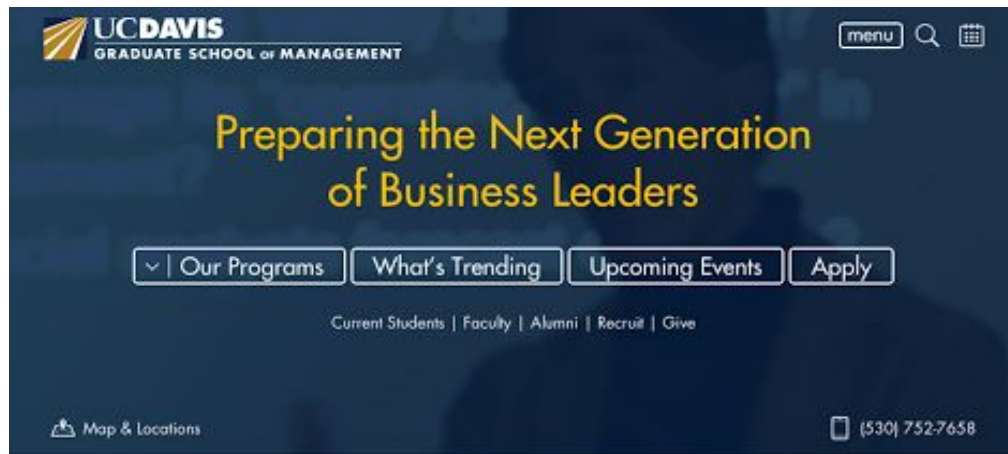 UCDAVIS
GRADUATE SCHOOL OF MANAGEMENT
menu
Preparing the Next Generation
of Business Leaders
Our Programs What's Trending Upcoming Events Apply
Current Students | Faculty | Alumni | Recruit | Give
Map & Locations (530) 752-7658